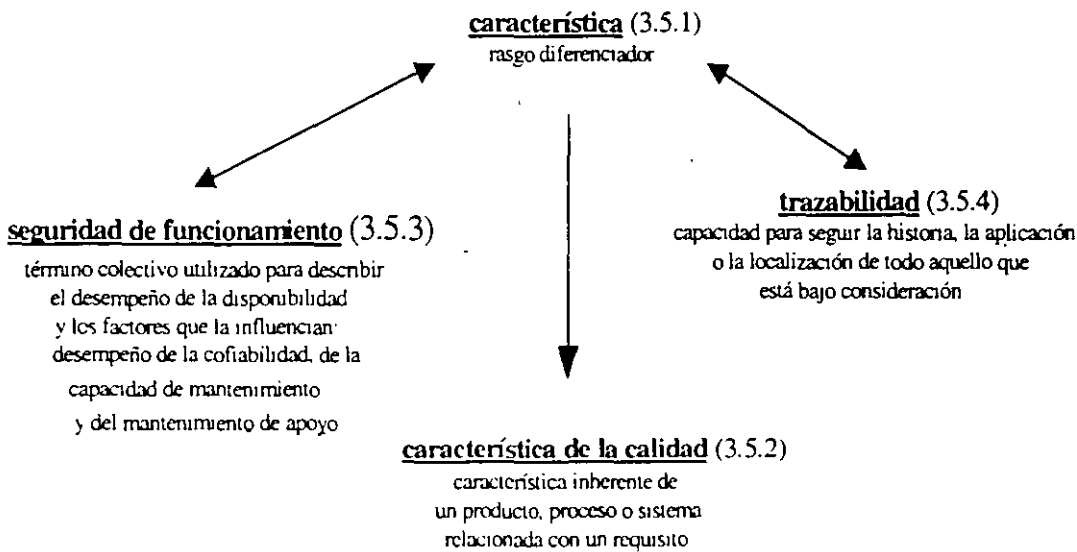 característica (3.5.1)
rasgo diferenciador
seguridad de funcionamiento (3.5.3)
término colectivo utilizado para describir
el desempeño de la disponibilidad
y los factores que la influencian:
desempeño de la cofiabilidad, de la
capacidad de mantenimiento
y del mantenimiento de apoyo
trazabilidad (3.5.4)
capacidad para seguir la historia, la aplicación
o la localización de todo aquello que
está bajo consideración
característica de la calidad (3.5.2)
característica inherente de
un producto, proceso o sistema
relacionada con un requisito